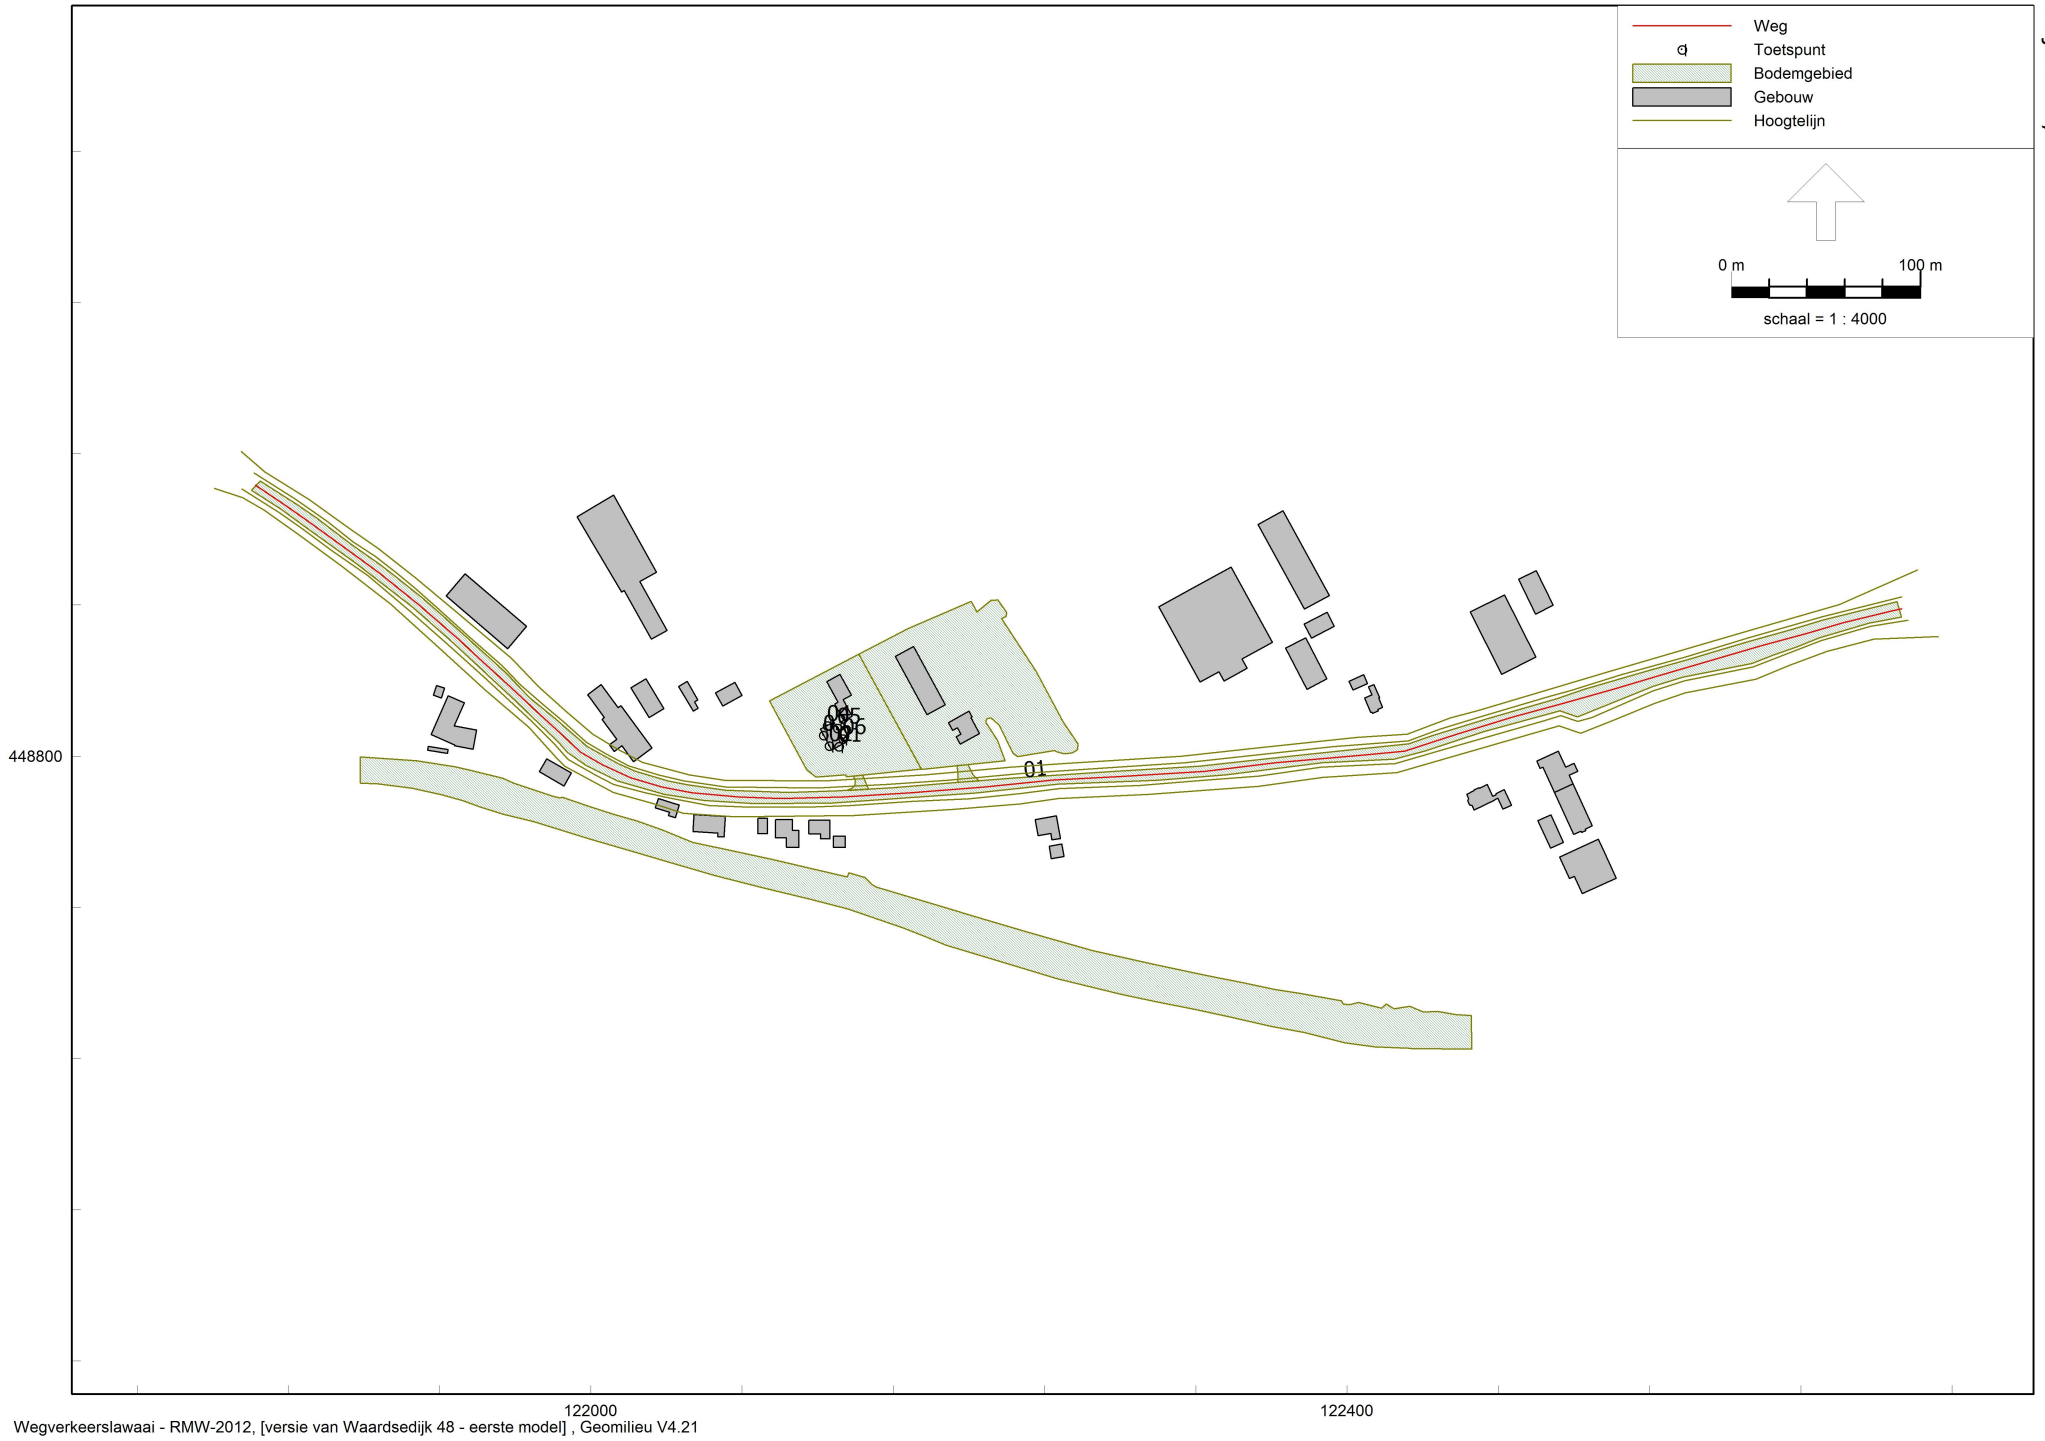 Weg
Toetspunt
Bodemgebied
Gebouw
Hoogtelijn
0 m 100 m
schaal = 1 : 4000
01
448800
122000 122400
Wegverkeerslawaai - RMW-2012, [versie van Waardsedijk 48 - eerste model] , Geomilieu V4.21